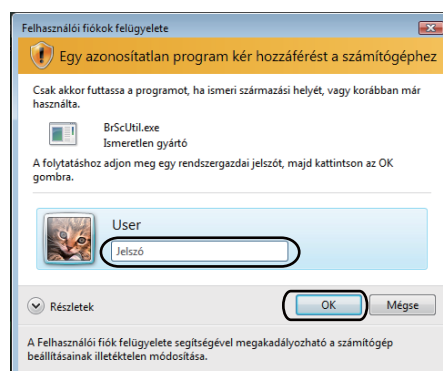 Felhasználói fiókok felügyelete
Egy azonosítatlan program kér hozzáférést a számítógéphez
Csak akkor futtassa a programot, ha ismeri származási helyét, vagy korábban már
használta.
BrScUtil.exe
Ismeretlen gyártó
A folytatáshoz adjon meg egy rendszergazdai jelszót, majd kattintson az OK
gombra.
User
Jelszó
Részletek
OK
Mégse
A Felhasználói fiók felügyelete segítségével megakadályozható a számítógép
beállításainak illetéktelen módosítása.